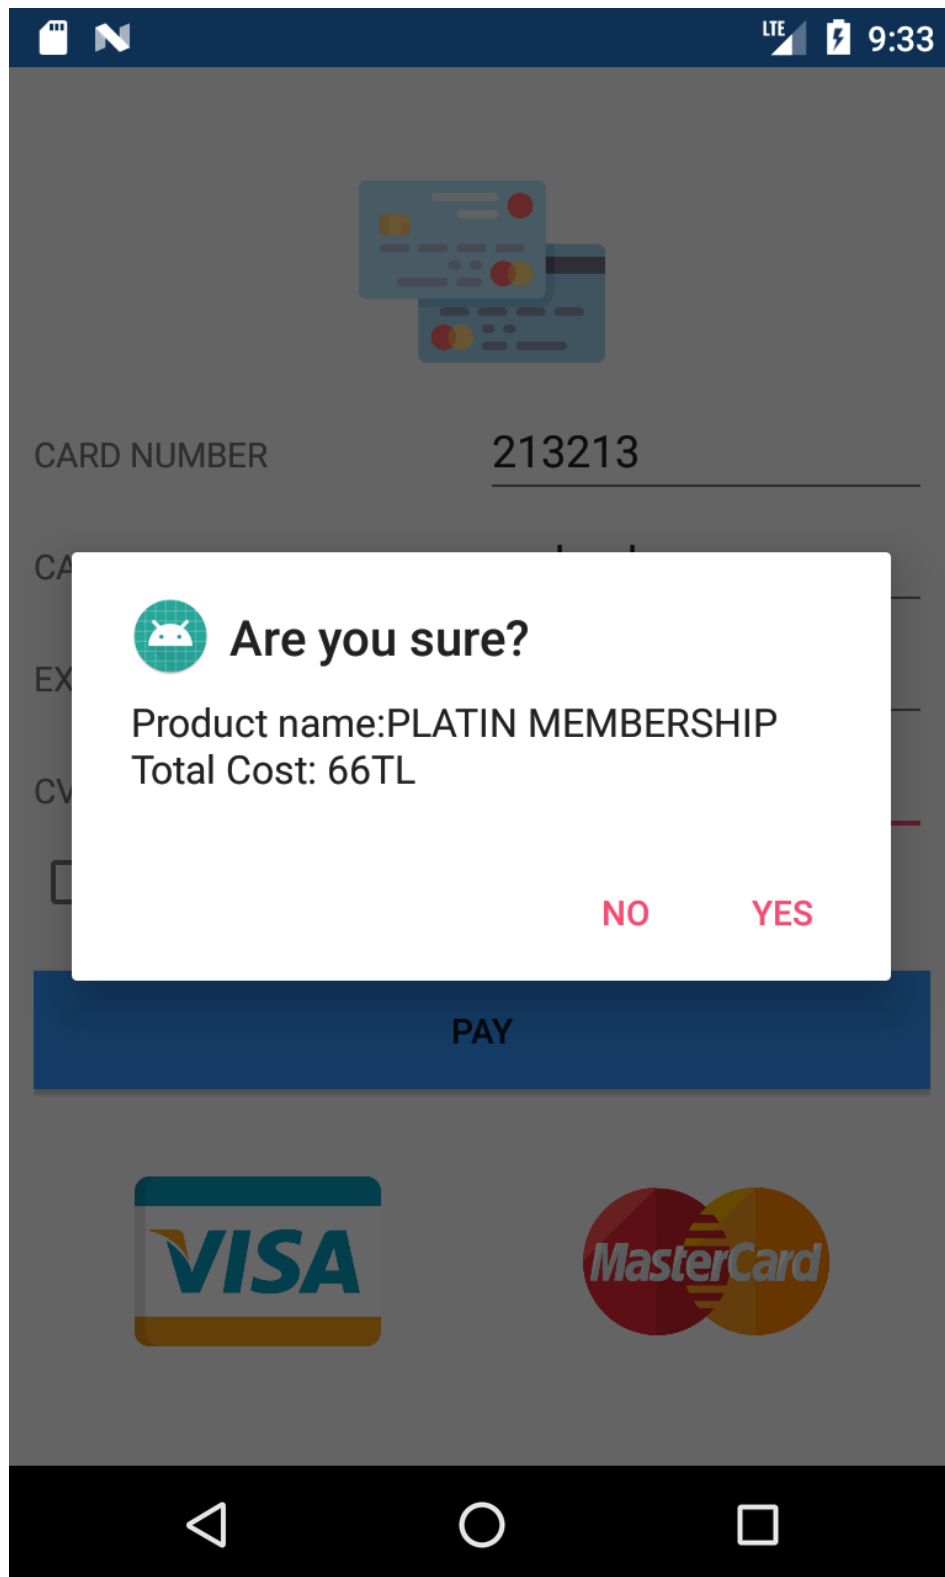 LTE 9:33
CARD NUMBER 213213
Are you sure?
Product name:PLATIN MEMBERSHIP
Total Cost: 66TL
NO YES
PAY
VISA MasterCard